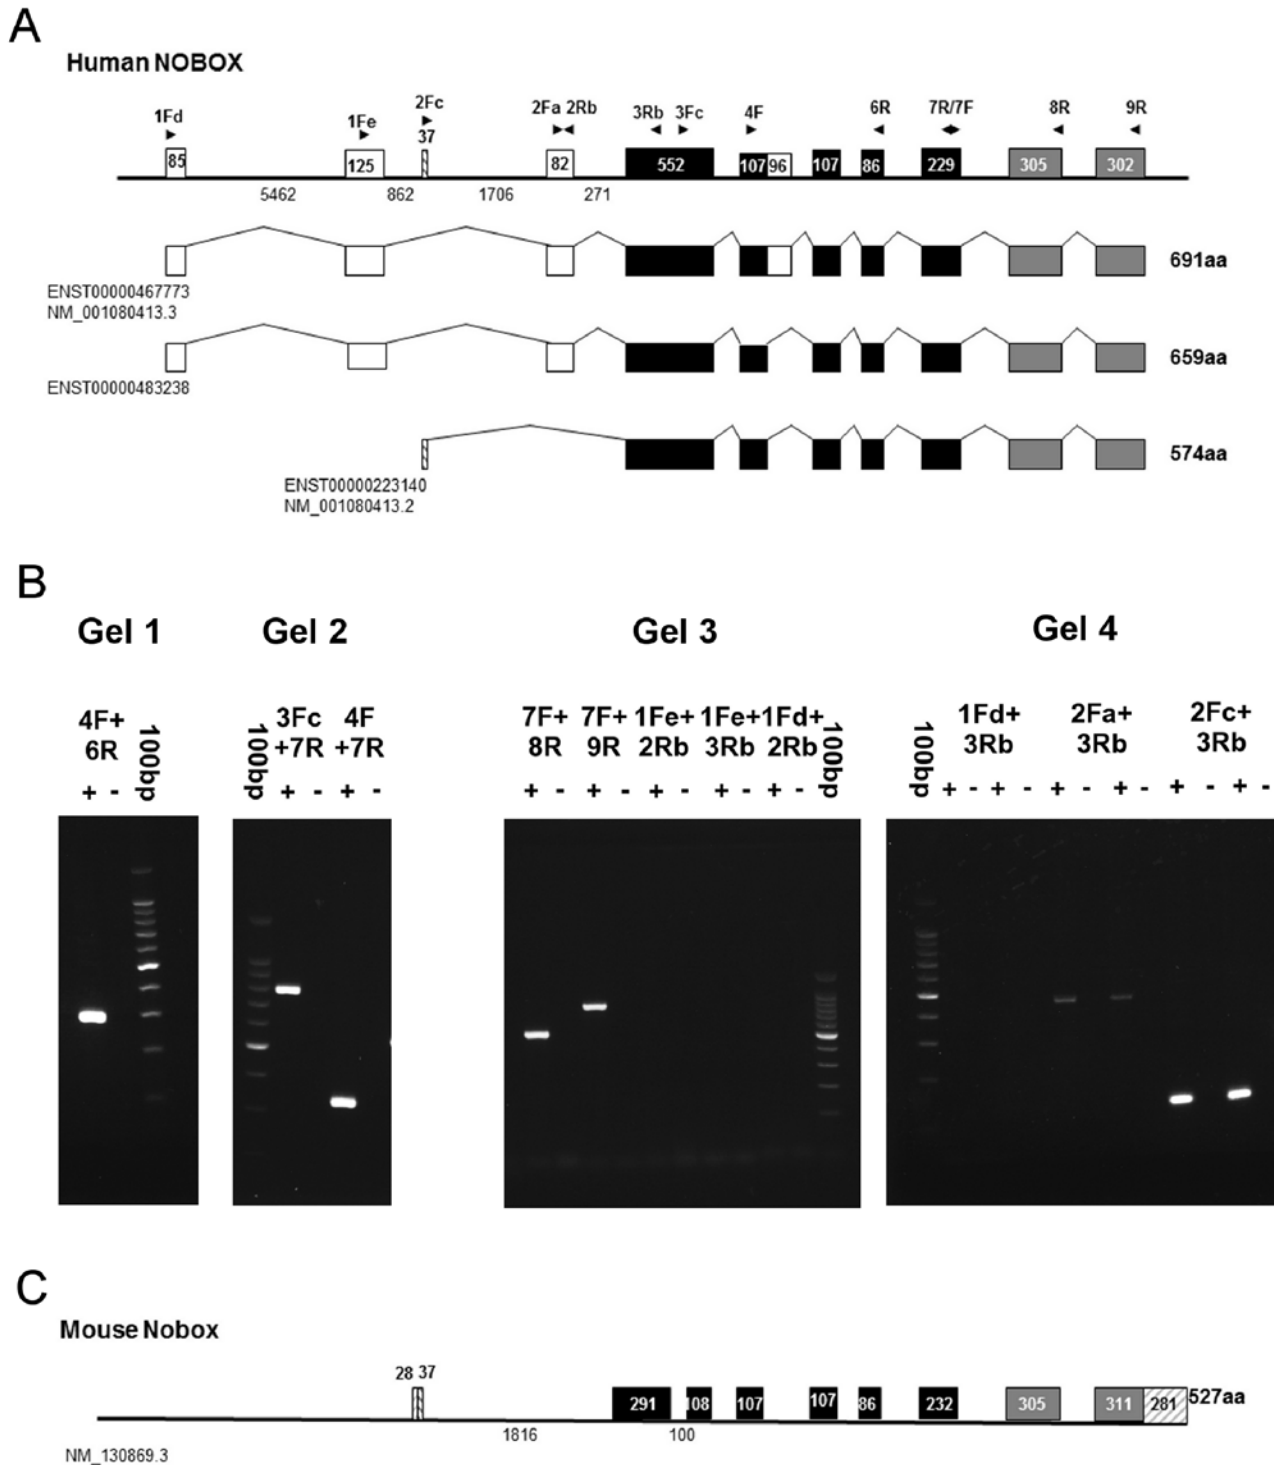 A
Human NOBOX
1Fd
1Fe
2Fc
2Fa 2Rb
3Rb
3Fc
4F
6R
7R/7F
8R
9R
37
85
125
82
552
107
96
107
86
229
305
302
5462
862
1706
271
691aa
ENST00000467773
NM_001080413.3
659aa
ENST00000483238
574aa
ENST00000223140
NM_001080413.2
B
Gel 1
Gel 2
Gel 3
Gel 4
4F+
6R
+ -
100bp
100bp
3Fc
+7R
+ -
4F
+7R
+ -
7F+
8R
+ -
7F+
9R
+ -
1Fe+
2Rb
+ -
1Fe+
3Rb
+ -
1Fd+
2Rb
+ -
100bp
100bp
1Fd+
3Rb
+ - + -
2Fa+
3Rb
+ - + -
2Fc+
3Rb
+ - + -
C
Mouse Nobox
28 37
291
108
107
107
86
232
305
311
281
527aa
1816
100
NM_130869.3